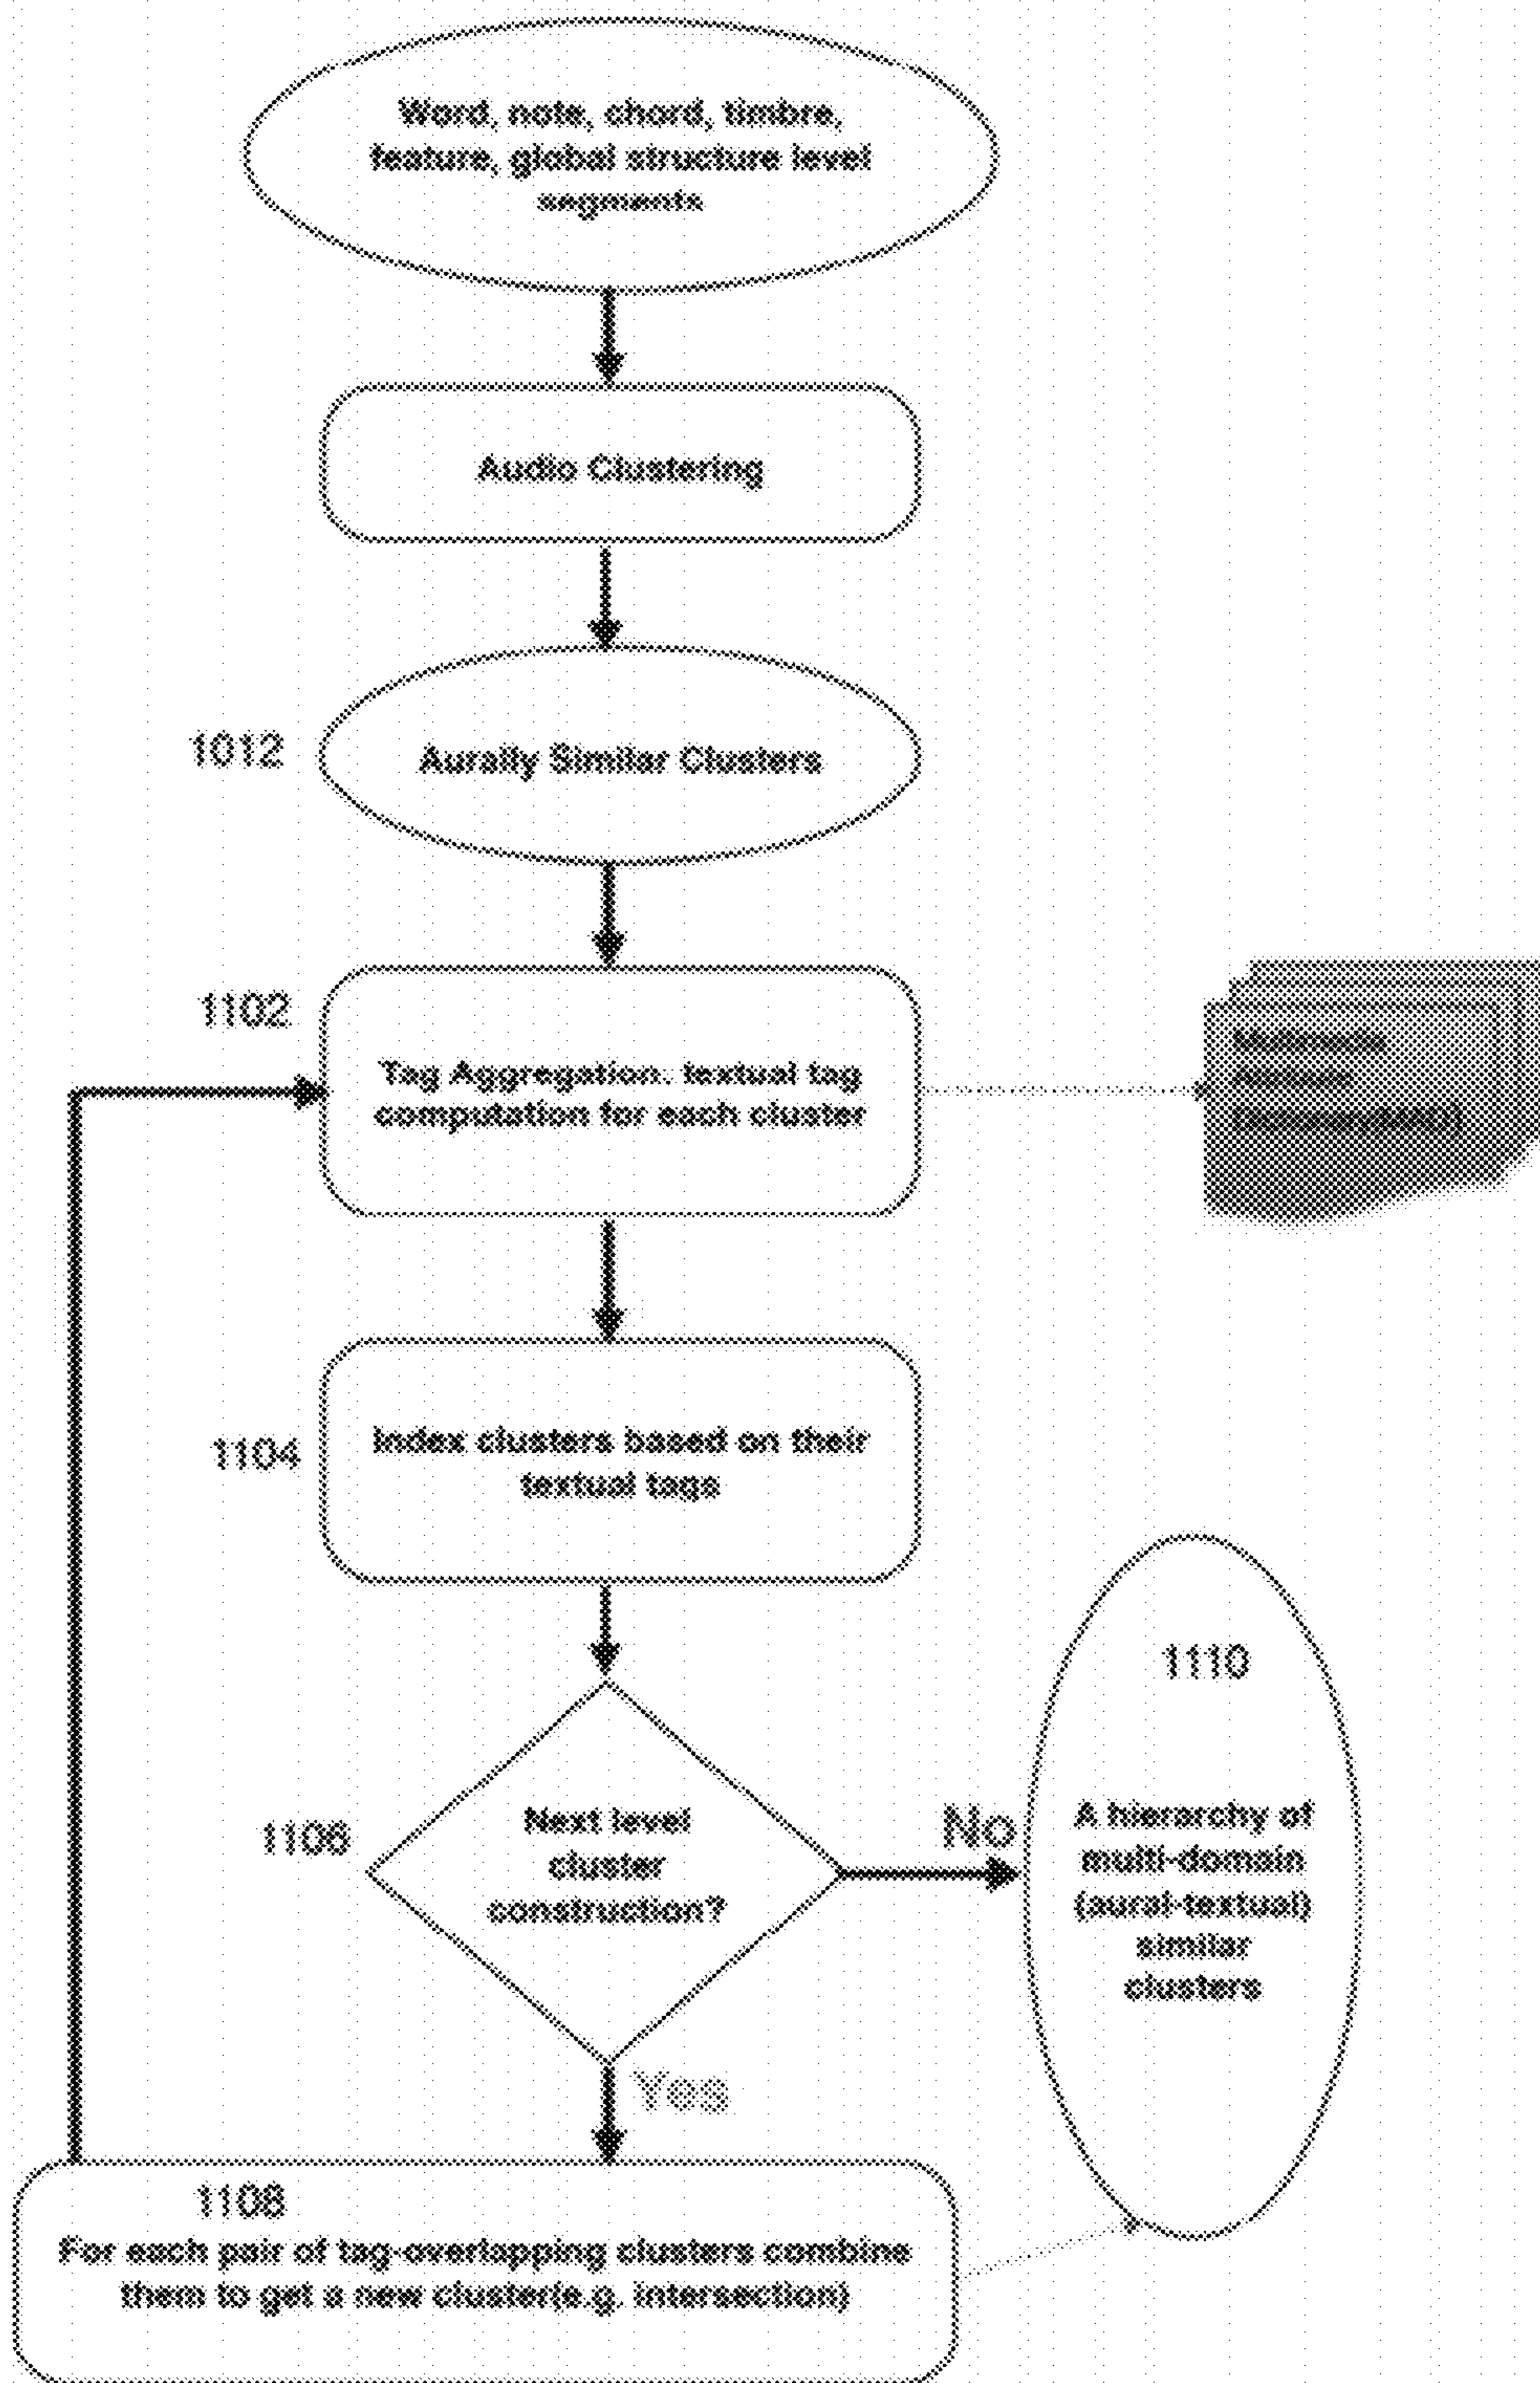 Word, note, chord, timbre,
feature, global structure level
segments
Audio Clustering
1012
Aurally Similar Clusters
1102
Tag Aggregation: textual tag
computation for each cluster
Attribute
1104
Index clusters based on their
textual tags
1106
Next level
cluster
construction?
No
1110
A hierarchy of
multi-domain
(aural-textual)
similar
clusters
Yes
1108
For each pair of tag-overlapping clusters combine
them to get a new cluster(e.g. intersection)